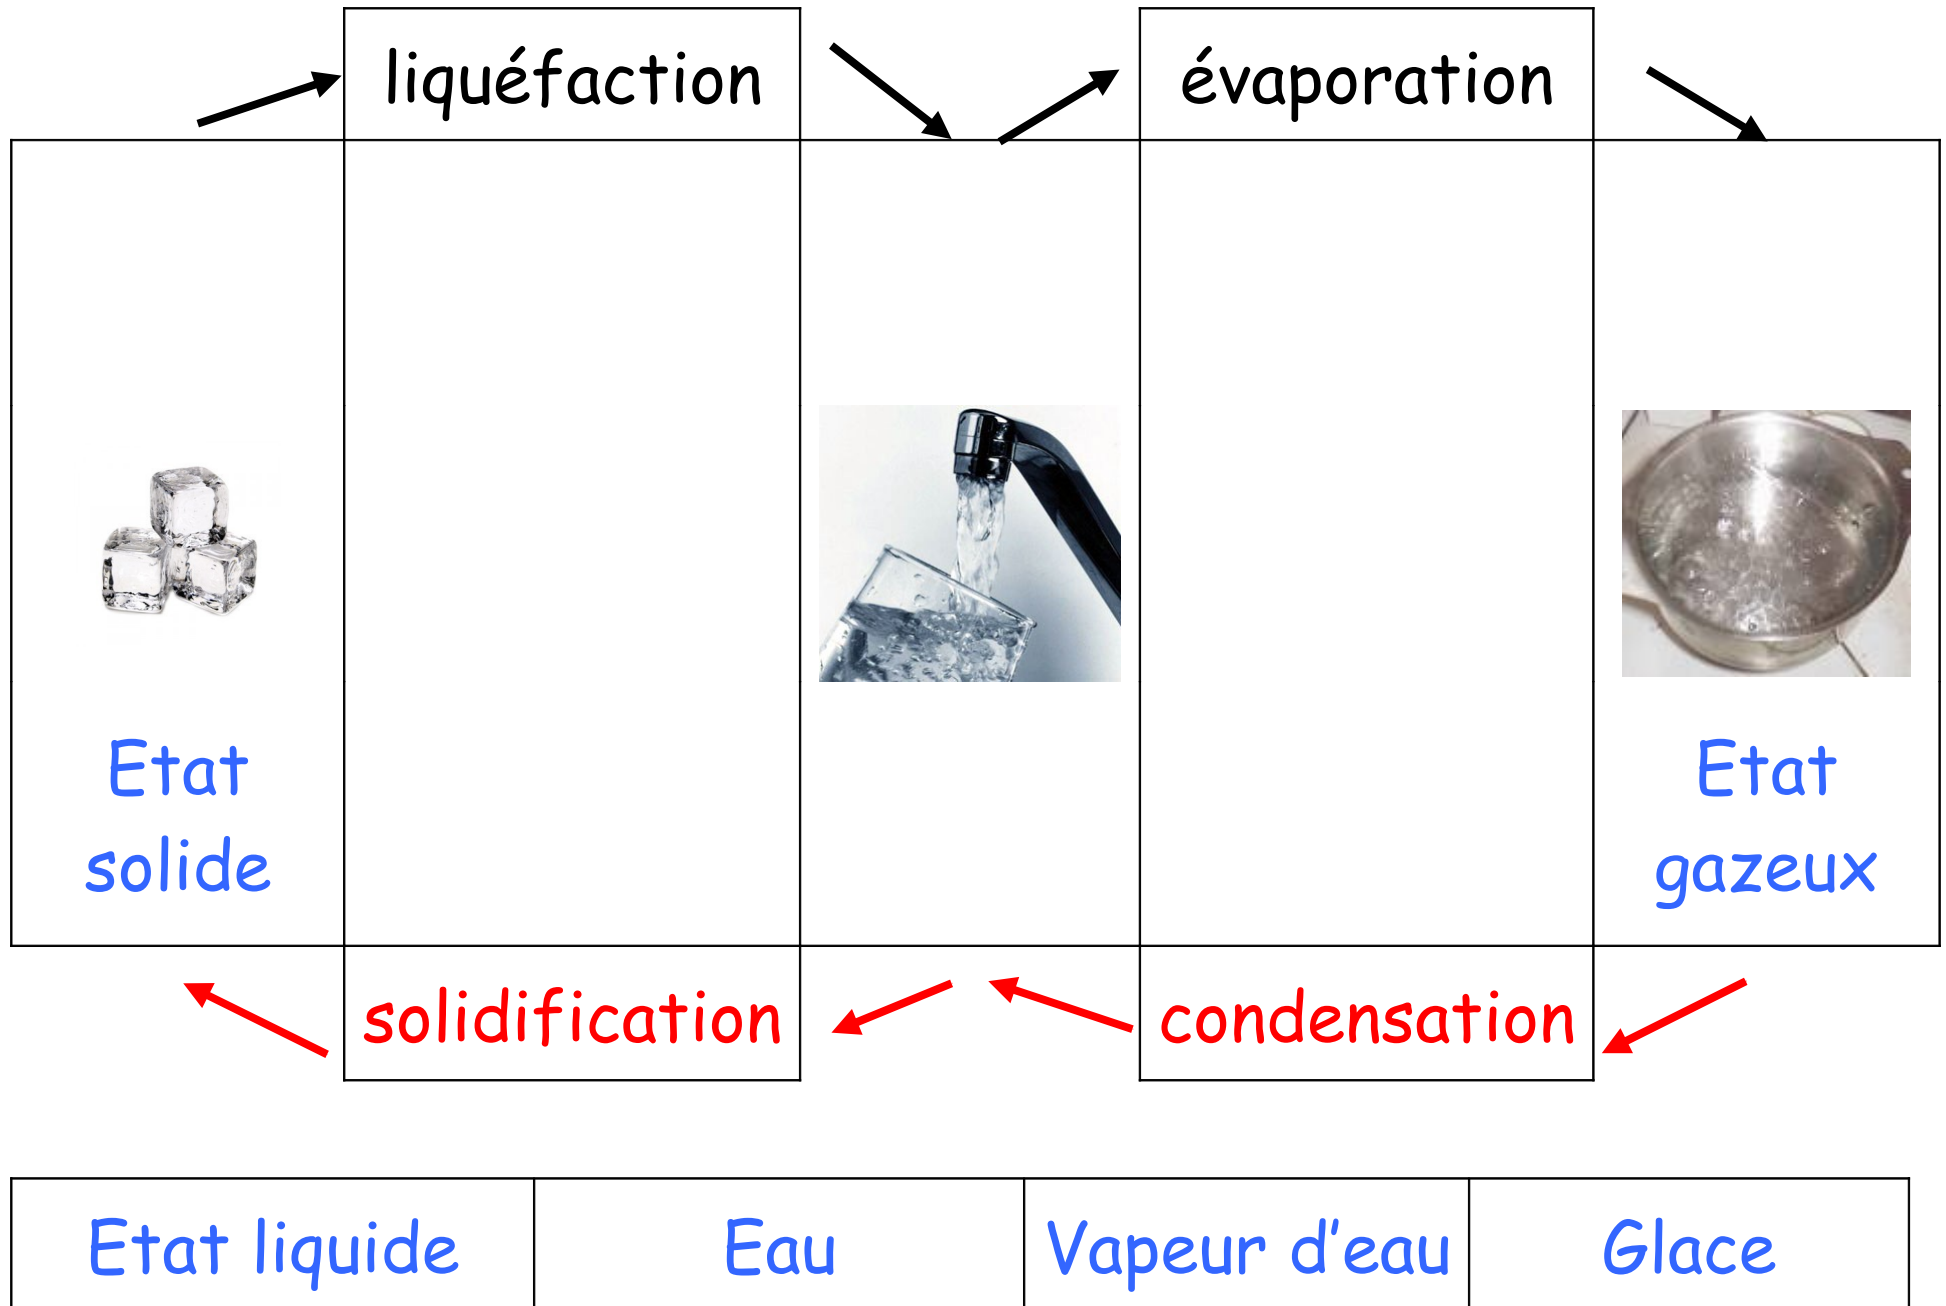 liquéfaction
évaporation
Etat
solide
Etat
gazeux
solidification
condensation
Etat liquide
Eau
Vapeur d'eau
Glace